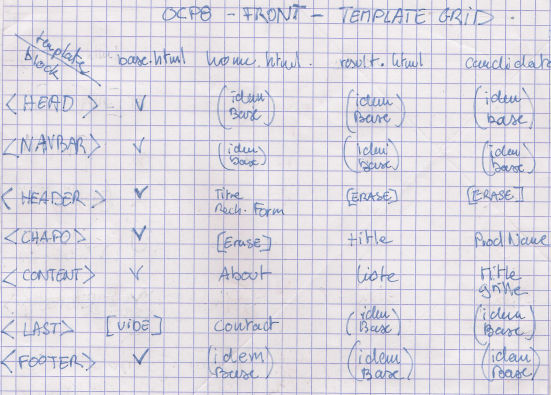 OCP8 - FRONT - TEMPLATE GRID.
template
block
base.html home.html. result.html candidate
<HEAD> ✓ (idem Base) (idem Base) (idem base)
<NAVBAR> ✓ (idem base) (idem base) (idem base)
<HEADER> ✓ Titre Rech. Form [ERASE] [ERASE]
<CHAPO> ✓ [Erase] title Prod Name
<CONTENT> ✓ About liste title grille
<LAST> [VIDE] contact (idem Base) (idem Base)
<FOOTER> ✓ (idem Base) (idem Base) (idem Base)